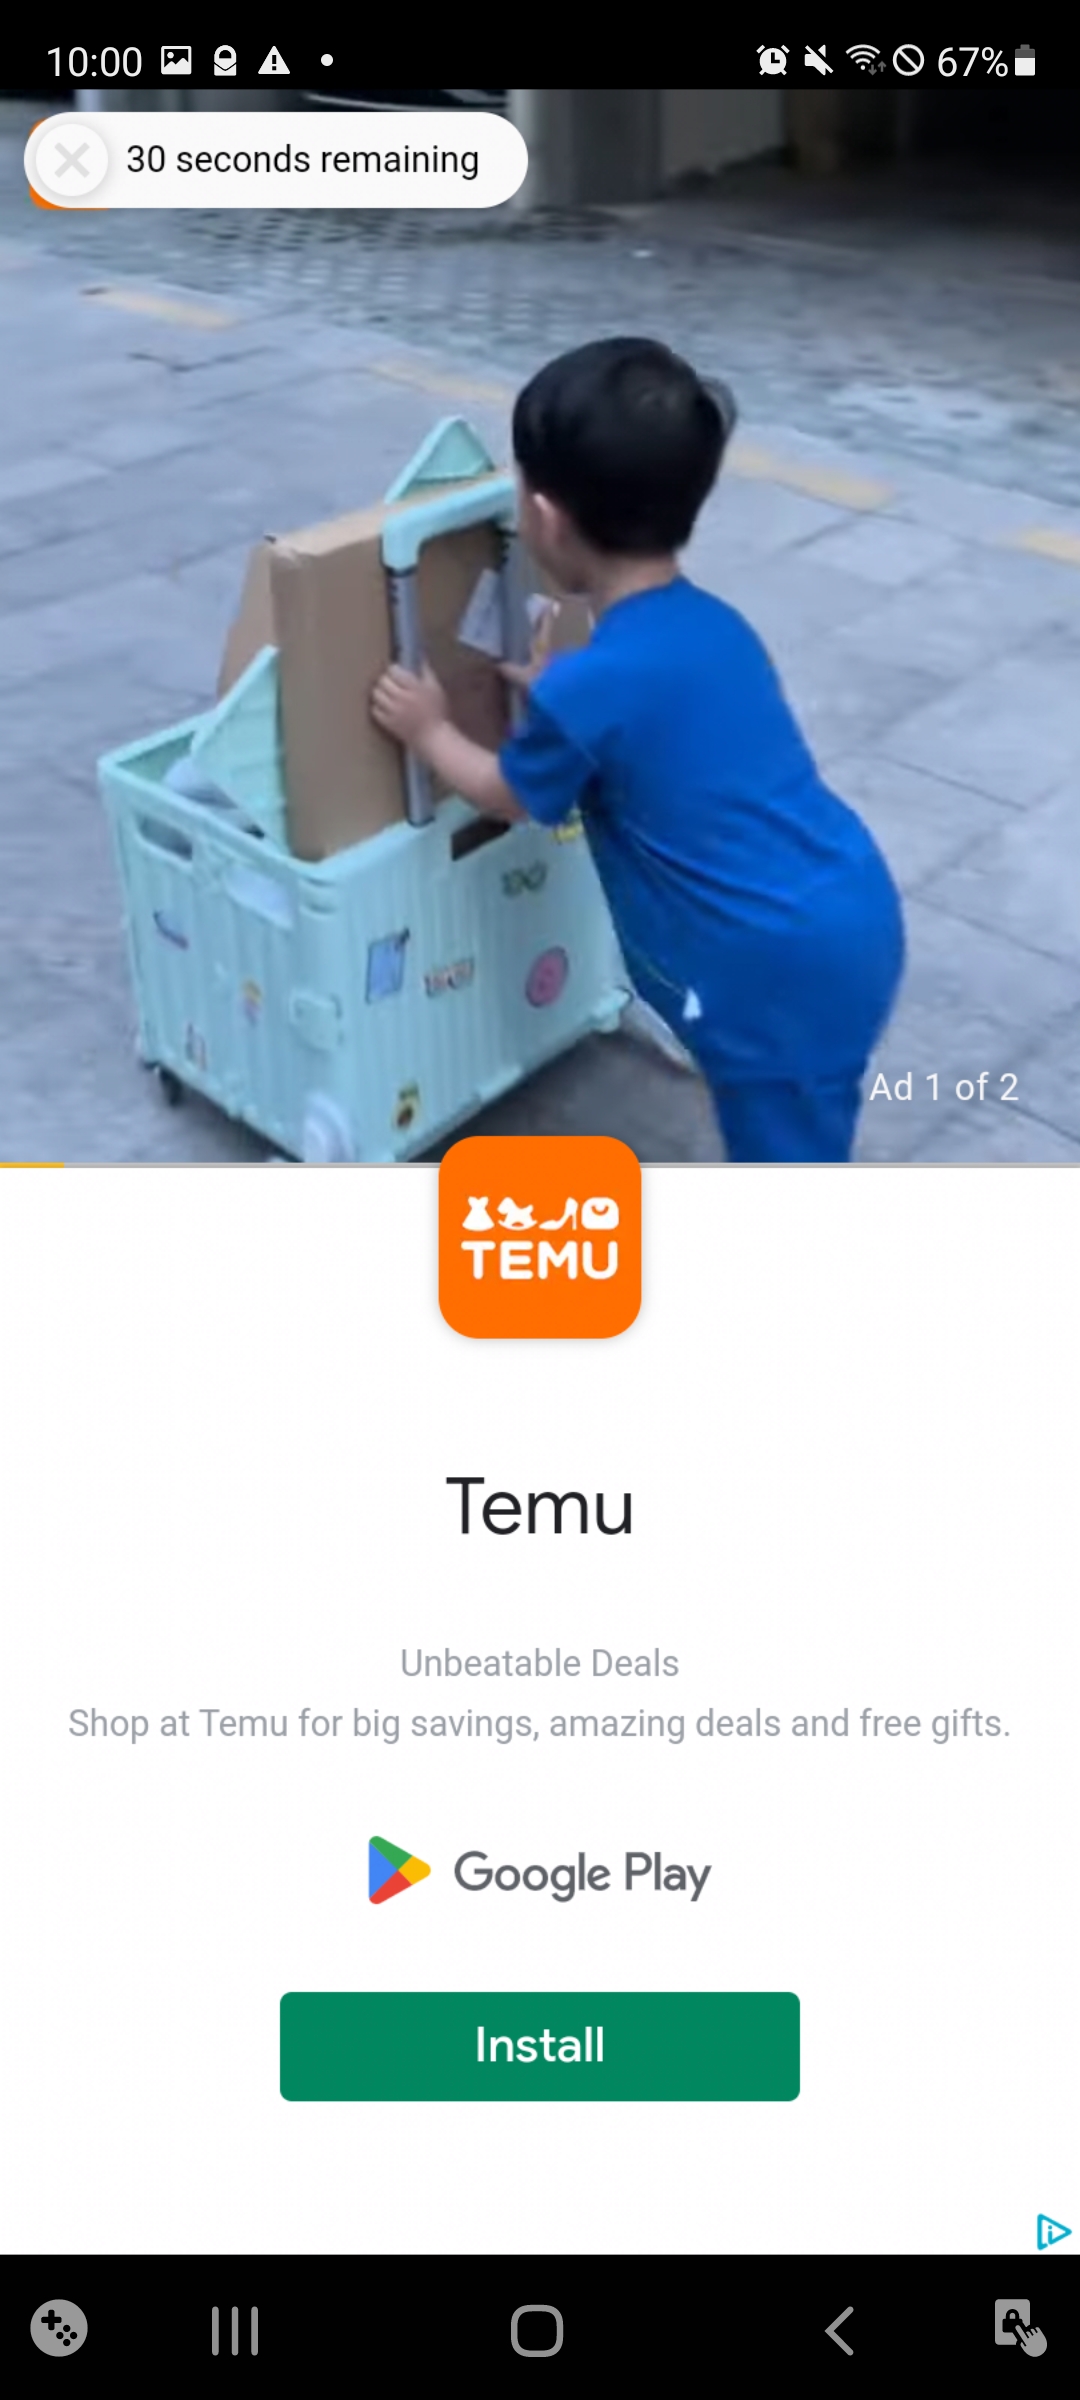 10:00
67%
30 seconds remaining
Ad 1 of 2
TEMU
Temu
Unbeatable Deals
Shop at Temu for big savings, amazing deals and free gifts.
Google Play
Install